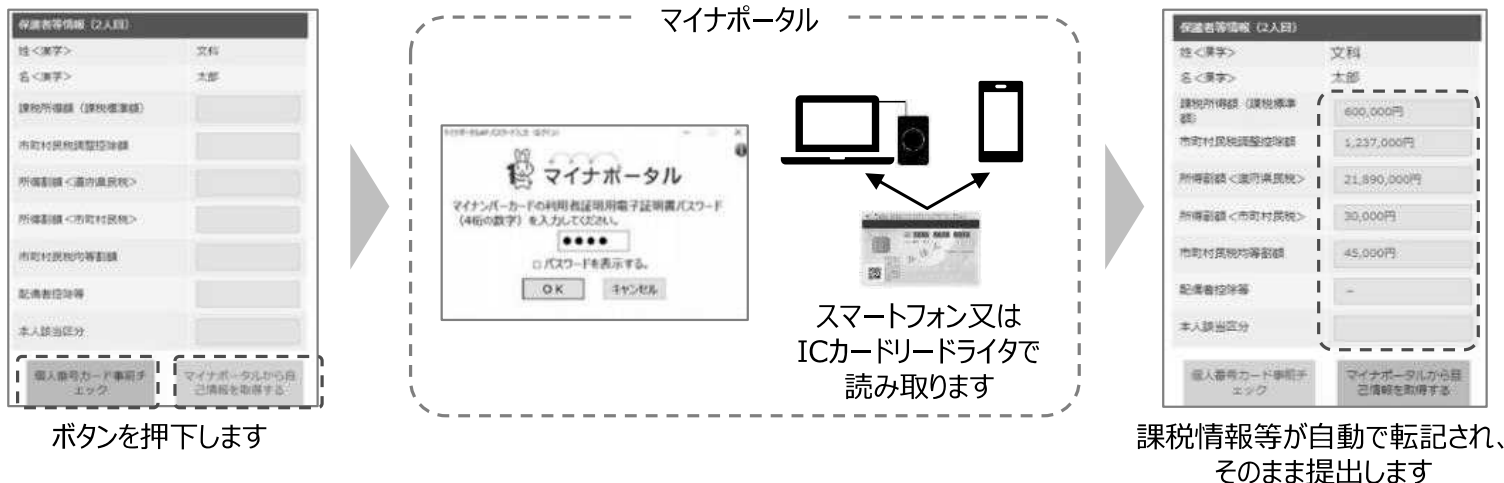 保護者等情報（2人目）
姓＜漢字＞ 文科
名＜漢字＞ 太郎
課税所得額（課税標準額）
市町村民税調整控除額
所得割額＜道府県民税＞
所得割額＜市町村民税＞
市町村民税均等割額
配偶者控除等
本人該当区分
個人番号カード事前チ
ェック
マイナポータルから自
己情報を取得する
ボタンを押下します
マイナポータル
マイナポータル
マイナンバーカードの利用者証明用電子証明書パスワード
（4桁の数字）を入力してください。
●●●●
パスワードを表示する。
OK キャンセル
スマートフォン又は
ICカードリードライタで
読み取ります
保護者等情報（2人目）
姓＜漢字＞ 文科
名＜漢字＞ 太郎
課税所得額（課税標準
額） 600,000円
市町村民税調整控除額 1,237,000円
所得割額＜道府県民税＞ 21,890,000円
所得割額＜市町村民税＞ 30,000円
市町村民税均等割額 45,000円
配偶者控除等 －
本人該当区分
個人番号カード事前チ
ェック
マイナポータルから自
己情報を取得する
課税情報等が自動で転記され、
そのまま提出します